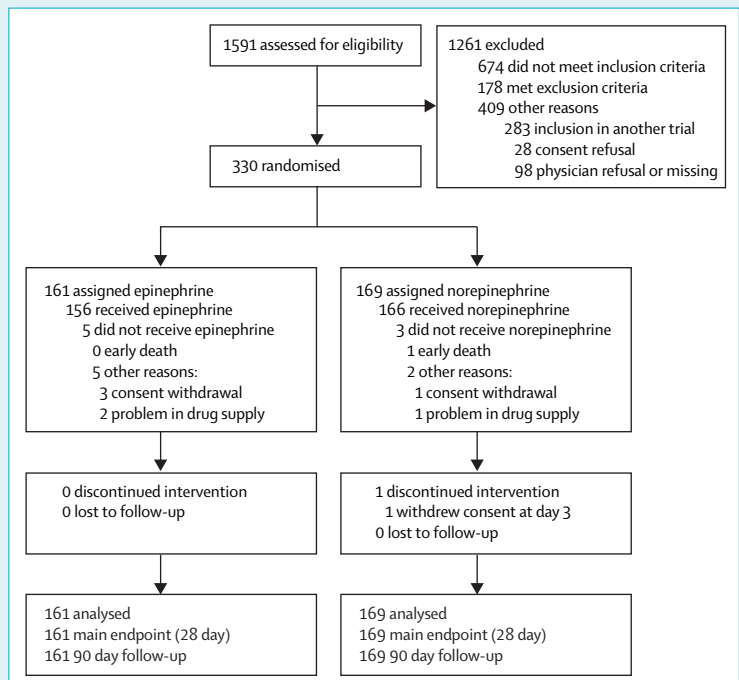 1591 assessed for eligibility
1261 excluded
674 did not meet inclusion criteria
178 met exclusion criteria
409 other reasons
283 inclusion in another trial
28 consent refusal
98 physician refusal or missing
330 randomised
161 assigned epinephrine
156 received epinephrine
5 did not receive epinephrine
0 early death
5 other reasons:
3 consent withdrawal
2 problem in drug supply
169 assigned norepinephrine
166 received norepinephrine
3 did not receive norepinephrine
1 early death
2 other reasons:
1 consent withdrawal
1 problem in drug supply
0 discontinued intervention
0 lost to follow-up
1 discontinued intervention
1 withdrew consent at day 3
0 lost to follow-up
161 analysed
161 main endpoint (28 day)
161 90 day follow-up
169 analysed
169 main endpoint (28 day)
169 90 day follow-up